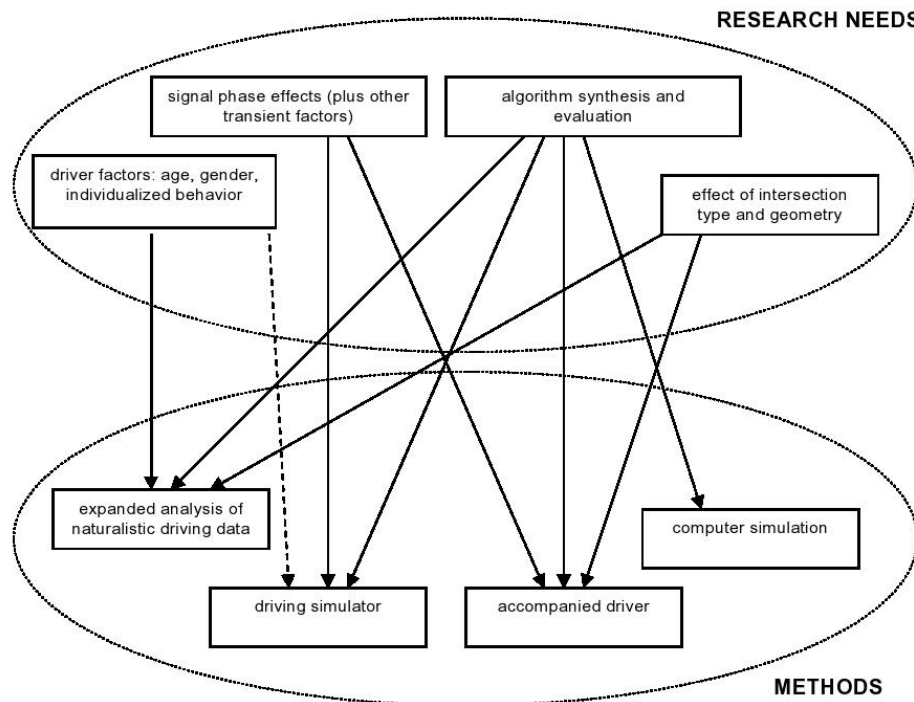 RESEARCH NEEDS
signal phase effects (plus other
transient factors)
algorithm synthesis and
evaluation
driver factors: age, gender,
individualized behavior
effect of intersection
type and geometry
expanded analysis of
naturalistic driving data
computer simulation
driving simulator
accompanied driver
METHODS